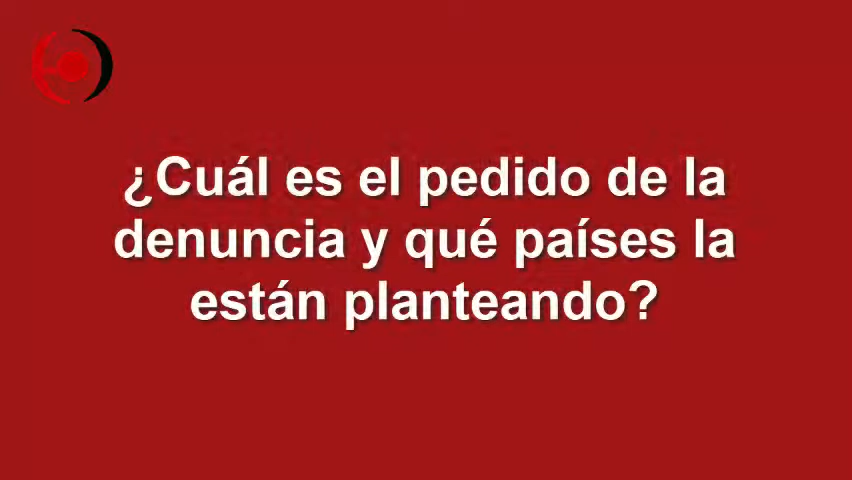 ¿Cuál es el pedido de la
denuncia y qué países la
están planteando?